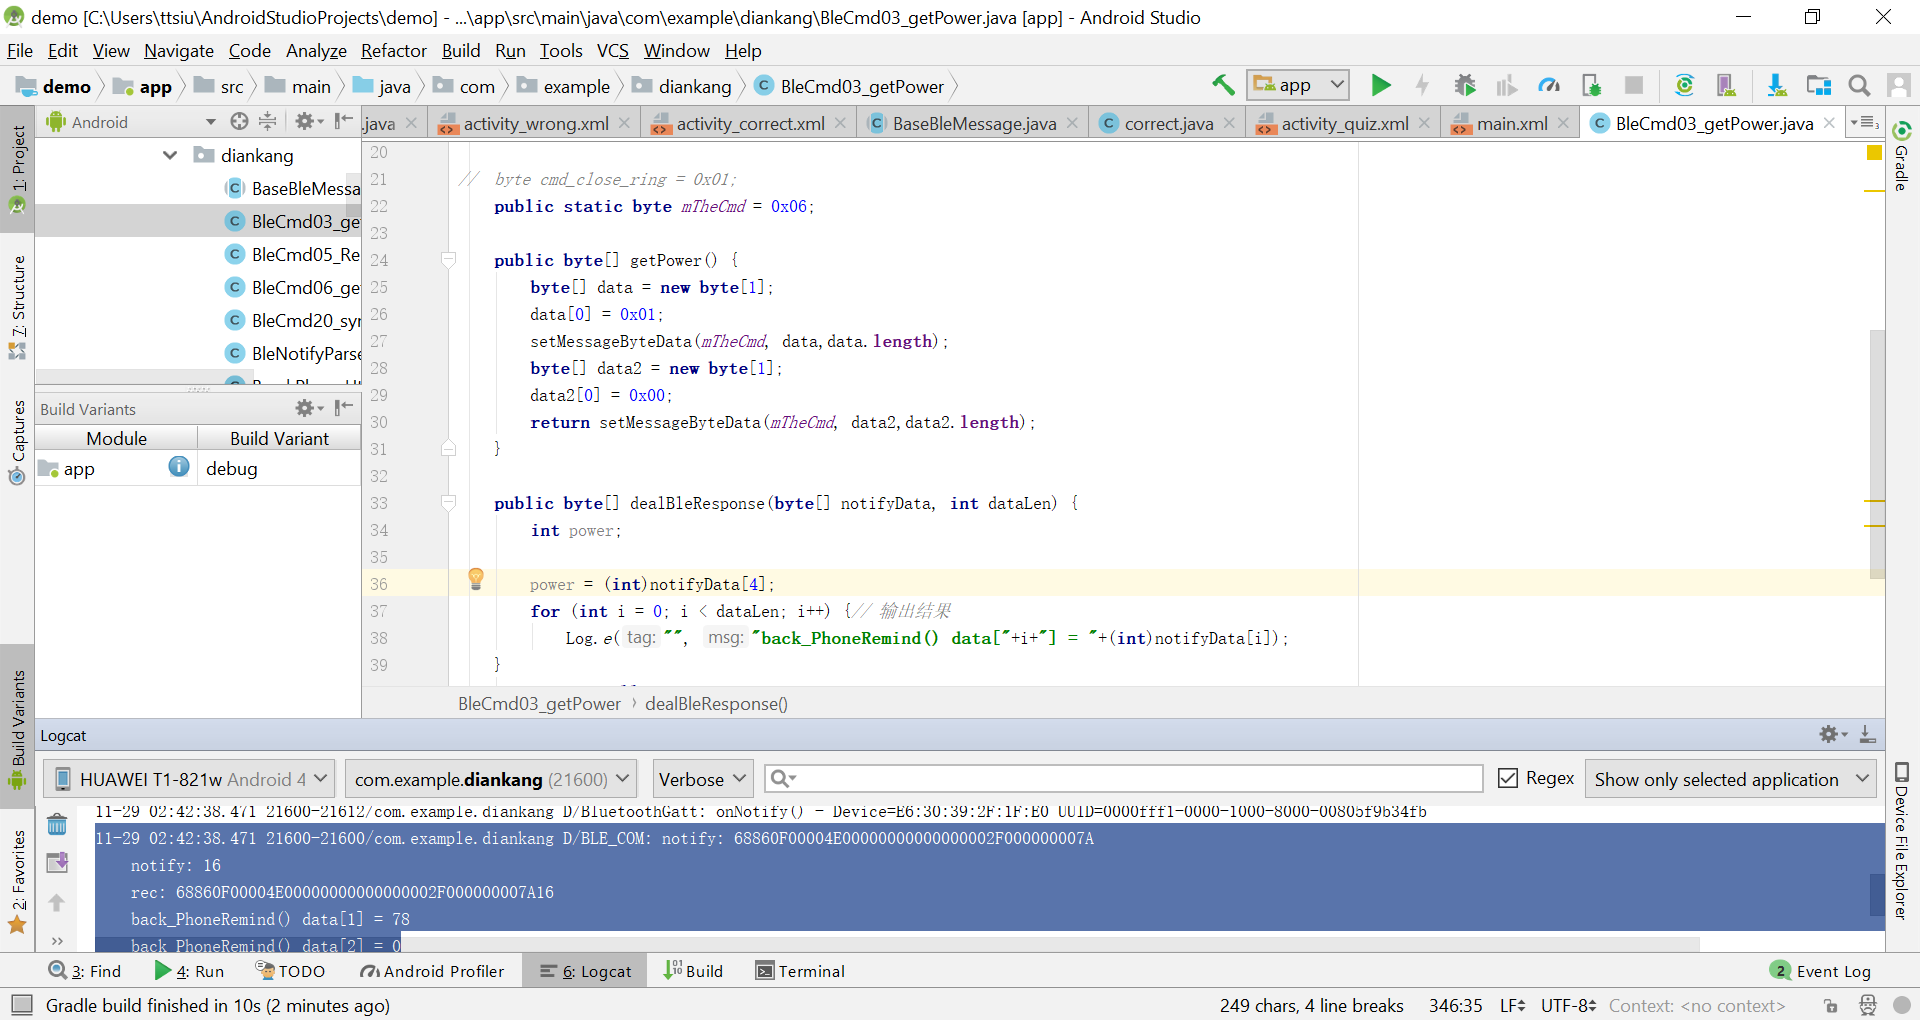 demo [C:\Users\ttsiu\AndroidStudioProjects\demo] - ...\app\src\main\java\com\example\diankang\BleCmd03_getPower.java [app] - Android Studio
File Edit View Navigate Code Analyze Refactor Build Run Tools VCS Window Help
demo app src main java com example diankang BleCmd03_getPower
app
Android
.java activity_wrong.xml activity_correct.xml BaseBleMessage.java correct.java activity_quiz.xml main.xml BleCmd03_getPower.java
3
1: Project
7: Structure
Captures
Build Variants
2: Favorites
diankang
BaseBleMessa
BleCmd03_ge
BleCmd05_Re
BleCmd06_ge
BleCmd20_syn
BleNotifyParse
Build Variants
Module Build Variant
app debug
20
21 // byte cmd_close_ring = 0x01;
22 public static byte mTheCmd = 0x06;
23
24 public byte[] getPower() {
25 byte[] data = new byte[1];
26 data[0] = 0x01;
27 setMessageByteData(mTheCmd, data,data.length);
28 byte[] data2 = new byte[1];
29 data2[0] = 0x00;
30 return setMessageByteData(mTheCmd, data2,data2.length);
31 }
32
33 public byte[] dealBleResponse(byte[] notifyData, int dataLen) {
34 int power;
35
36 power = (int)notifyData[4];
37 for (int i = 0; i < dataLen; i++) {// 输出结果
38 Log.e( tag: "", msg: "back_PhoneRemind() data["+i+"] = "+(int)notifyData[i]);
39 }
BleCmd03_getPower › dealBleResponse()
Gradle
Device File Explorer
Logcat
HUAWEI T1-821w Android 4 com.example.diankang (21600) Verbose Regex Show only selected application
11-29 02:42:38.471 21600-21612/com.example.diankang D/BluetoothGatt: onNotify() - Device=E6:30:39:2F:1F:E0 UUID=0000fff1-0000-1000-8000-00805f9b34fb
11-29 02:42:38.471 21600-21600/com.example.diankang D/BLE_COM: notify: 68860F00004E00000000000000002F000000007A
notify: 16
rec: 68860F00004E00000000000000002F000000007A16
back_PhoneRemind() data[1] = 78
back_PhoneRemind() data[2] = 0
3: Find 4: Run TODO Android Profiler 6: Logcat Build Terminal 2 Event Log
Gradle build finished in 10s (2 minutes ago) 249 chars, 4 line breaks 346:35 LF UTF-8 Context: <no context>